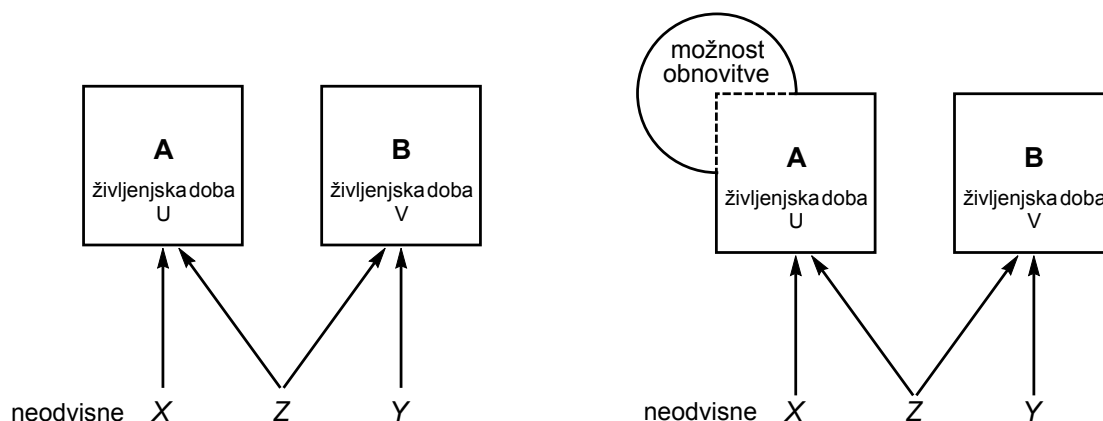 A
življenjska doba
U
B
življenjska doba
V
neodvisne X Z Y
možnost
obnovitve
A
življenjska doba
U
B
življenjska doba
V
neodvisne X Z Y